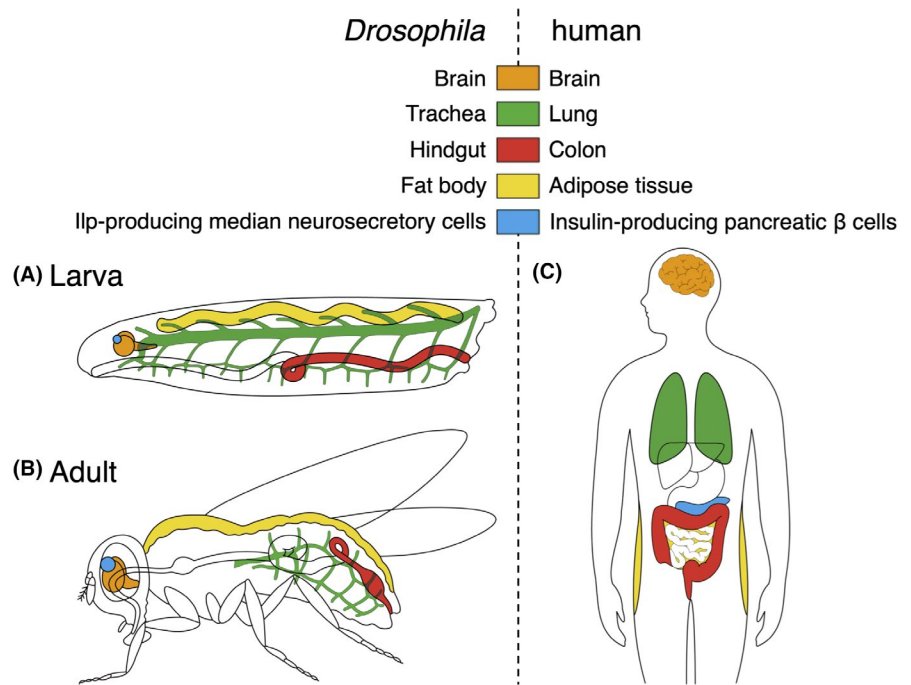 Drosophila human
Brain Brain
Trachea Lung
Hindgut Colon
Fat body Adipose tissue
Ilp-producing median neurosecretory cells Insulin-producing pancreatic β cells
(A) Larva
(C)
(B) Adult